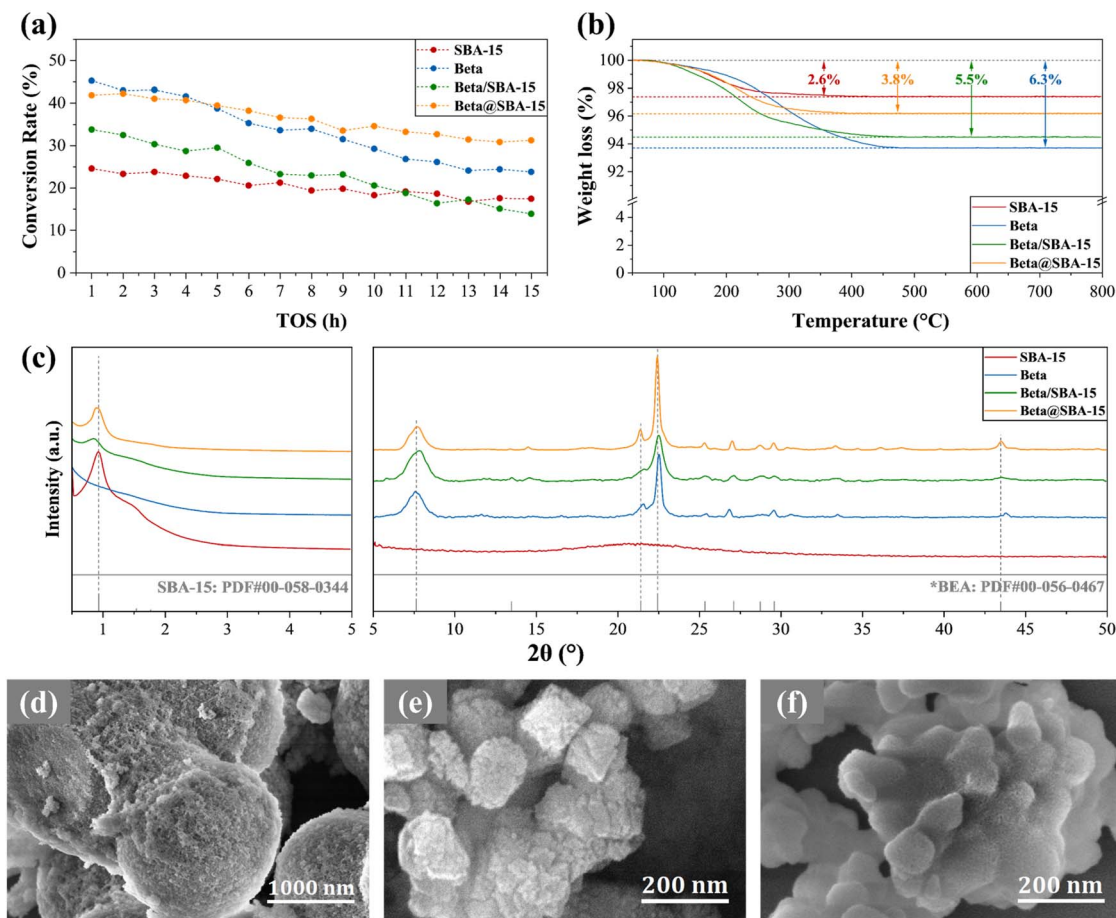 (a)
Conversion Rate (%)
50
40
30
20
10
0
SBA-15
Beta
Beta/SBA-15
Beta@SBA-15
1 2 3 4 5 6 7 8 9 10 11 12 13 14 15
TOS (h)
(b)
Weight loss (%)
100
98
96
94
92
90
4
2
0
2.6% 3.8% 5.5% 6.3%
SBA-15
Beta
Beta/SBA-15
Beta@SBA-15
100 200 300 400 500 600 700 800
Temperature (°C)
(c)
Intensity (a.u.)
SBA-15
Beta
Beta/SBA-15
Beta@SBA-15
SBA-15: PDF#00-058-0344
*BEA: PDF#00-056-0467
1 2 3 4 5
5 10 15 20 25 30 35 40 45 50
2θ (°)
(d)
1000 nm
(e)
200 nm
(f)
200 nm